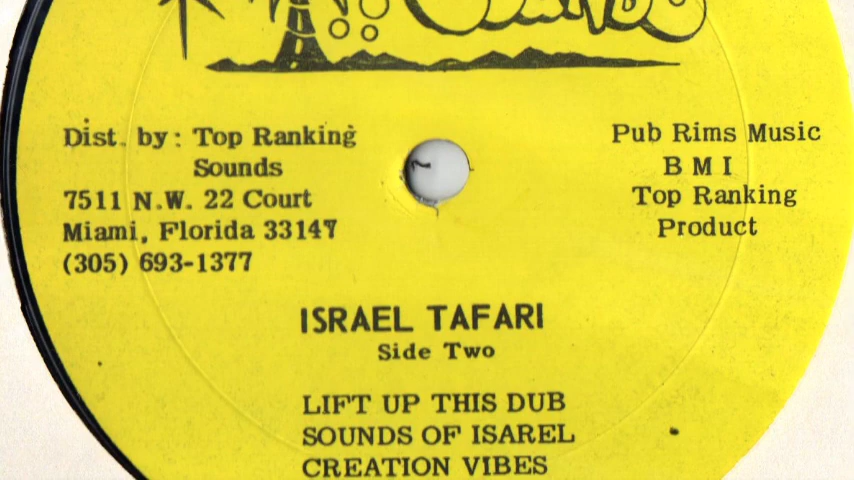 Dist. by: Top Ranking
Sounds
7511 N.W. 22 Court
Miami, Florida 33147
(305) 693-1377
Pub Rims Music
B M I
Top Ranking
Product
ISRAEL TAFARI
Side Two
LIFT UP THIS DUB
SOUNDS OF ISAREL
CREATION VIBES